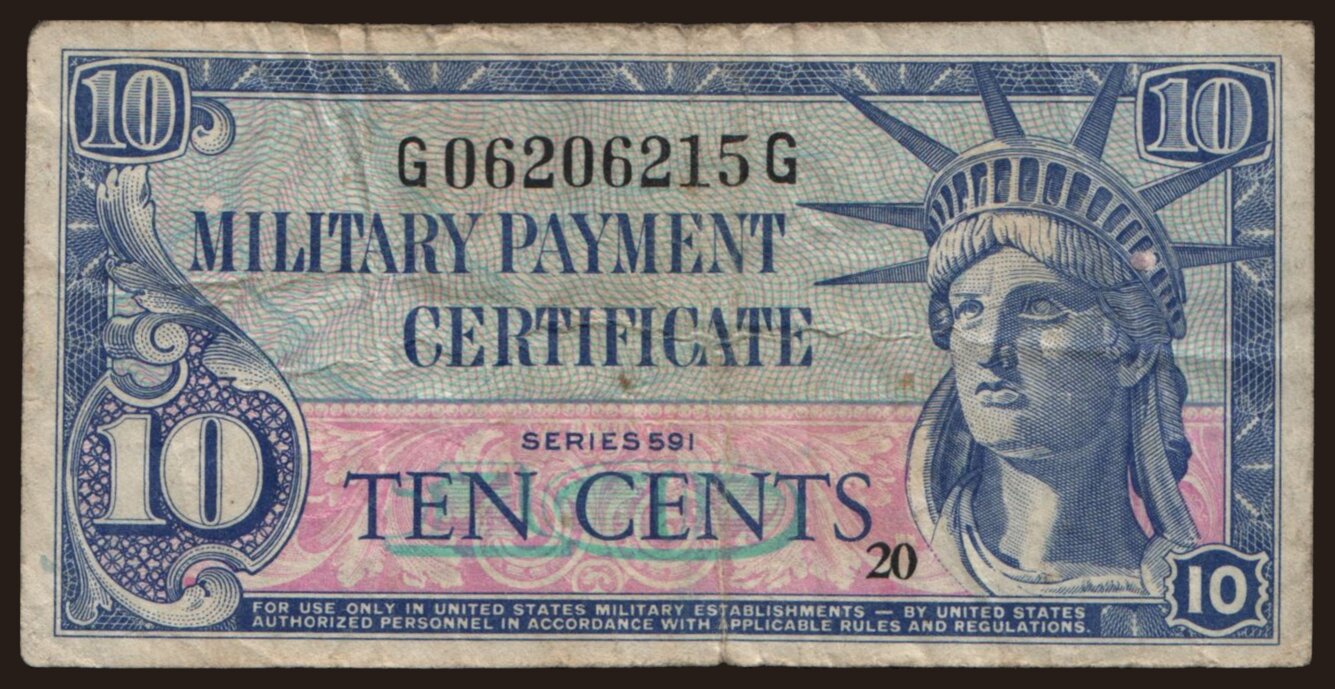 10
10
G06206215G
MILITARY PAYMENT
CERTIFICATE
SERIES 591
10
TEN CENTS
20
10
FOR USE ONLY IN UNITED STATES MILITARY ESTABLISHMENTS — BY UNITED STATES
AUTHORIZED PERSONNEL IN ACCORDANCE WITH APPLICABLE RULES AND REGULATIONS.